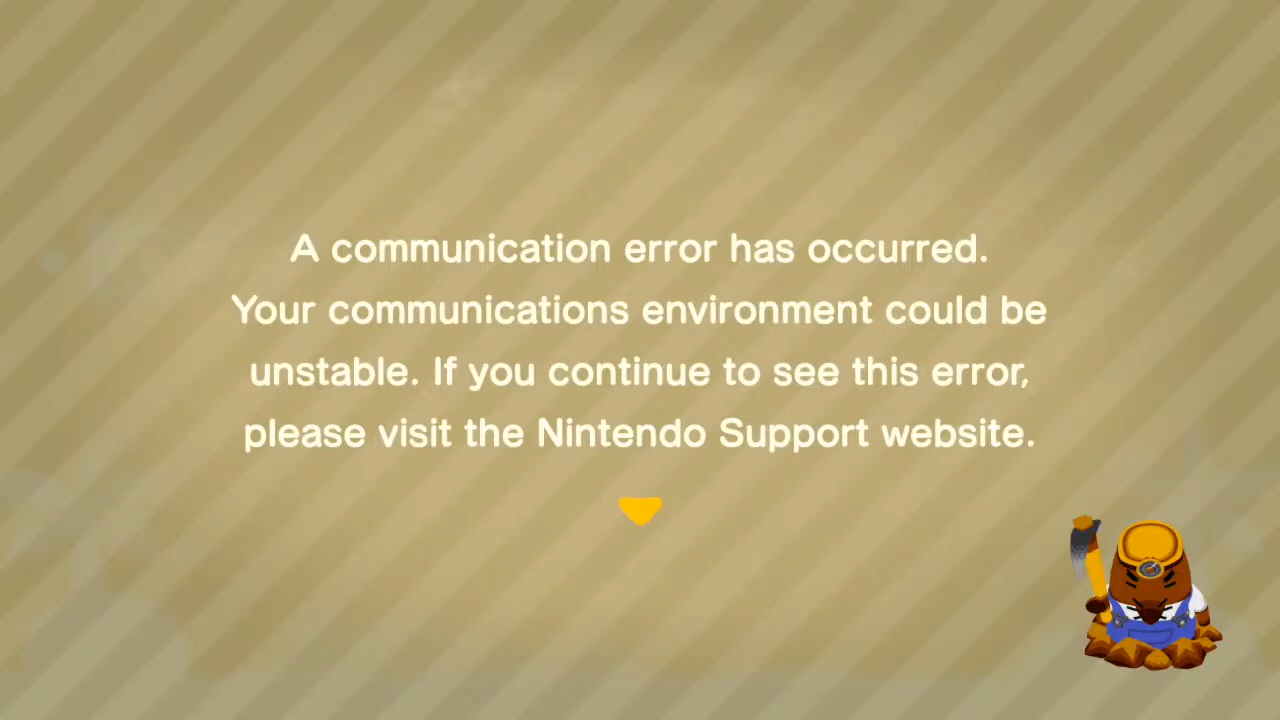 A communication error has occurred.
Your communications environment could be
unstable. If you continue to see this error,
please visit the Nintendo Support website.